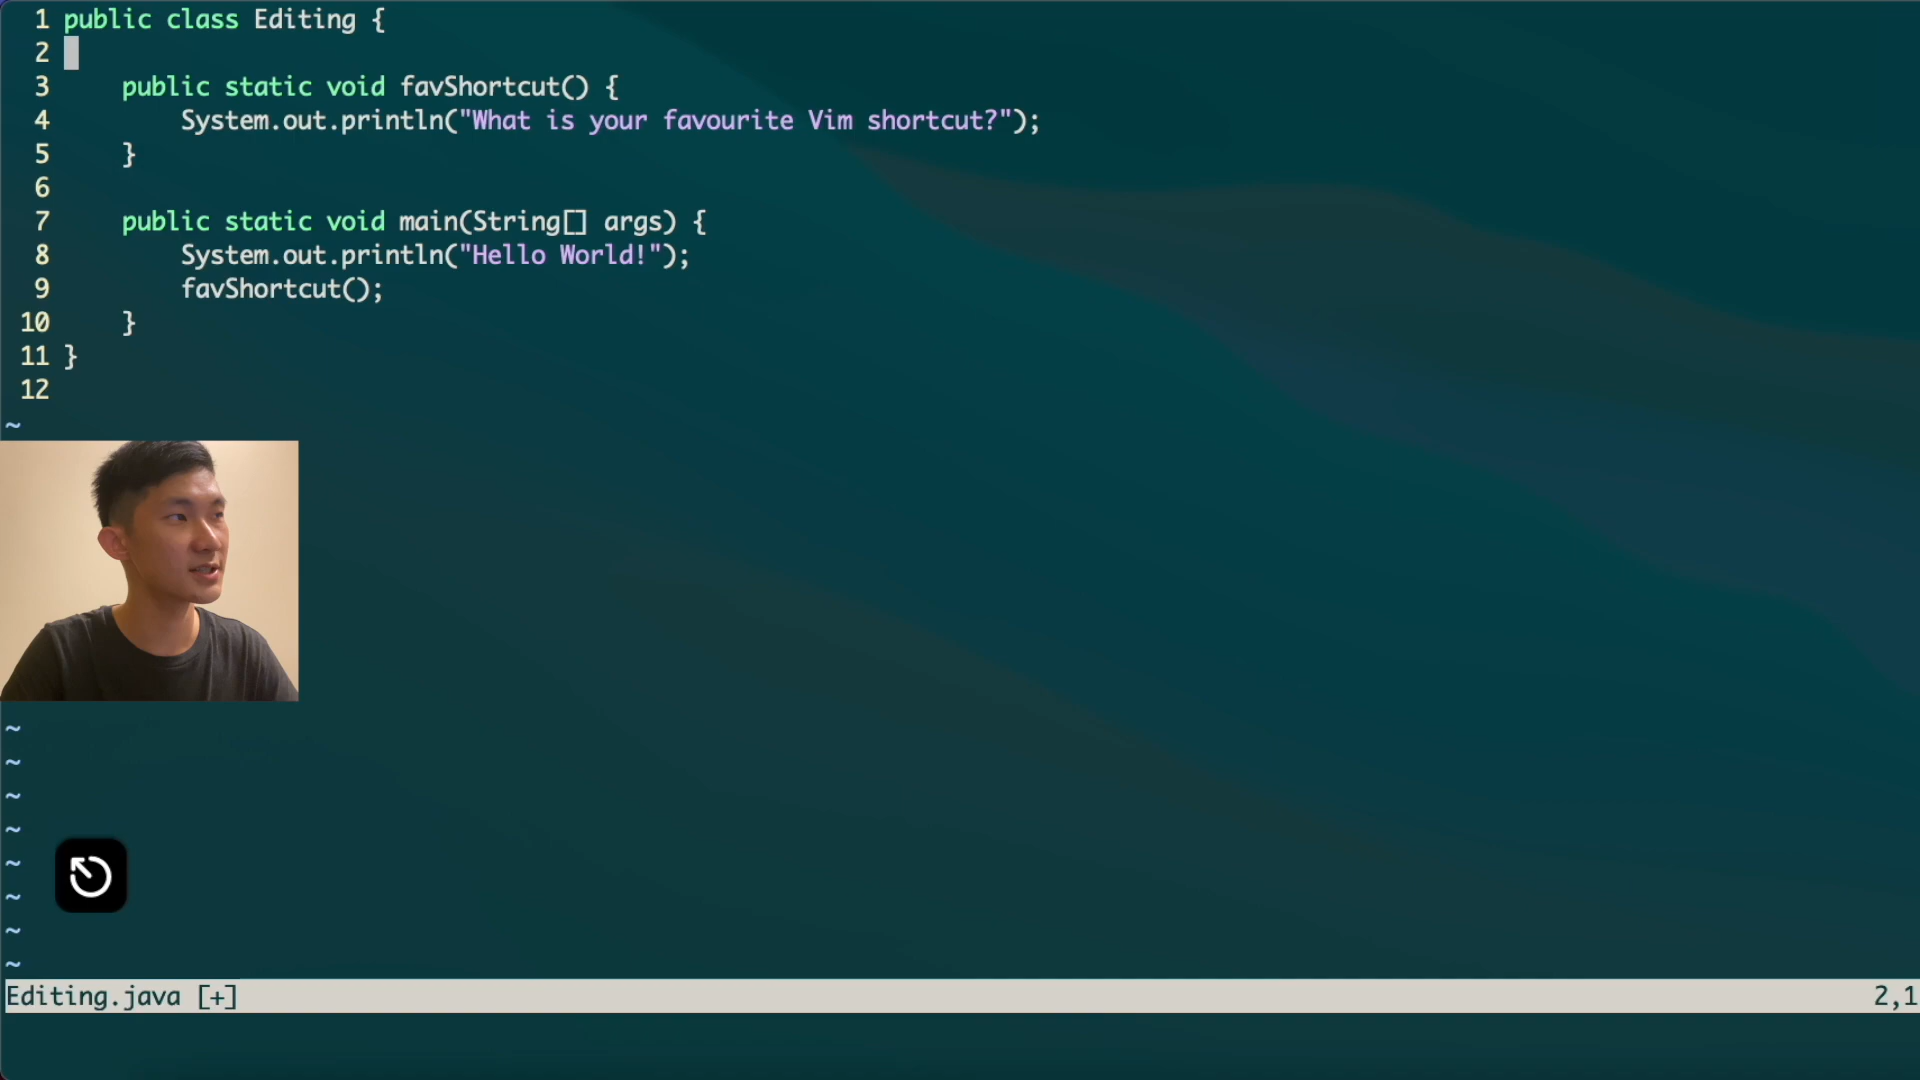 1 public class Editing {
2
3 public static void favShortcut() {
4 System.out.println("What is your favourite Vim shortcut?");
5 }
6
7 public static void main(String[] args) {
8 System.out.println("Hello World!");
9 favShortcut();
10 }
11 }
12
~
~
~
~
~
~
~
~
~
Editing.java [+] 2,1